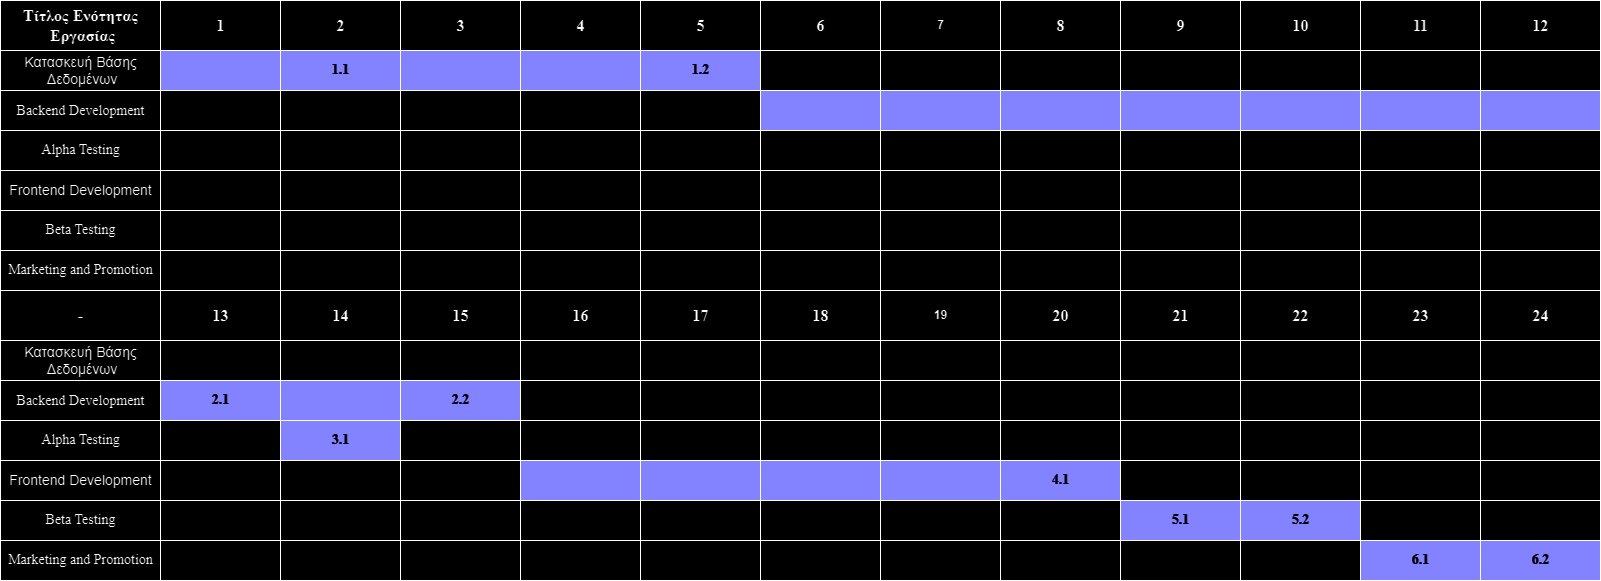 Τίτλος Ενότητας
Εργασίας
1 2 3 4 5 6 7 8 9 10 11 12
Κατασκευή Βάσης
Δεδομένων
1.1 1.2
Backend Development
Alpha Testing
Frontend Development
Beta Testing
Marketing and Promotion
- 13 14 15 16 17 18 19 20 21 22 23 24
Κατασκευή Βάσης
Δεδομένων
Backend Development 2.1 2.2
Alpha Testing 3.1
Frontend Development 4.1
Beta Testing 5.1 5.2
Marketing and Promotion 6.1 6.2